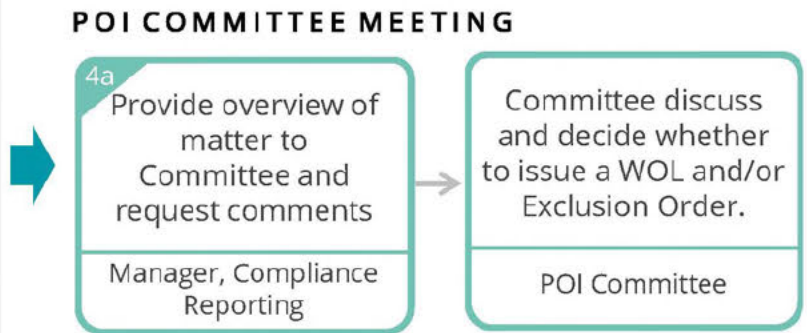 POI COMMITTEE MEETING
4a
Provide overview of
matter to
Committee and
request comments
Manager, Compliance
Reporting
Committee discuss
and decide whether
to issue a WOL and/or
Exclusion Order.
POI Committee